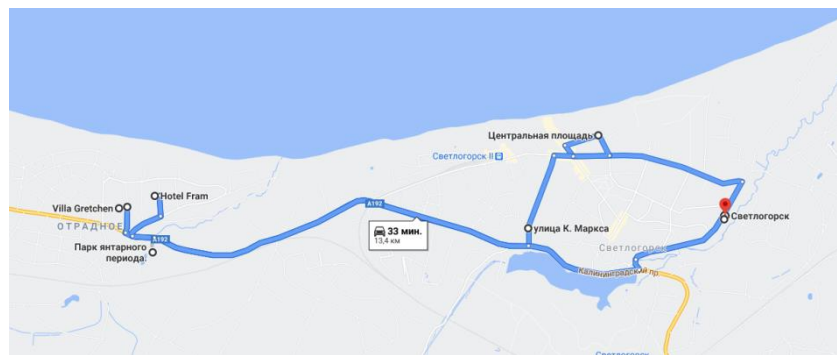 Центральная площадь
Светлогорск II
Hotel Fram
Villa Gretchen
A192
ОТРАДНОЕ
33 мин.
13,4 км
Светлогорск
улица К. Маркса
A192
Парк янтарного
периода.
Светлогорск
Калининградский пр.
Светлогорск